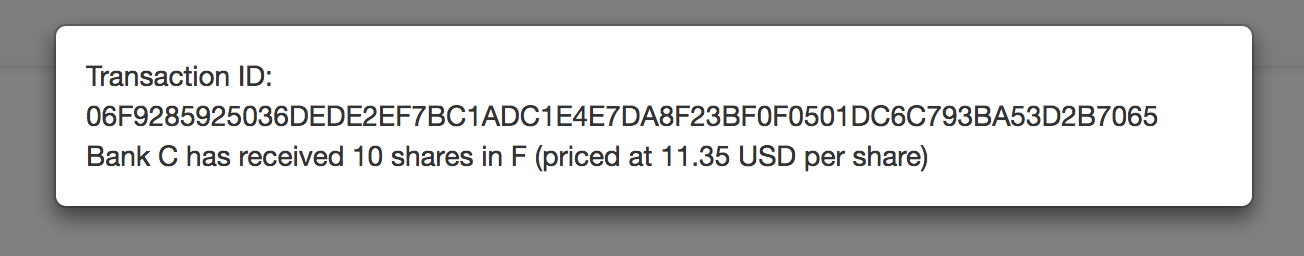 Transaction ID:
06F9285925036DEDE2EF7BC1ADC1E4E7DA8F23BF0F0501DC6C793BA53D2B7065
Bank C has received 10 shares in F (priced at 11.35 USD per share)